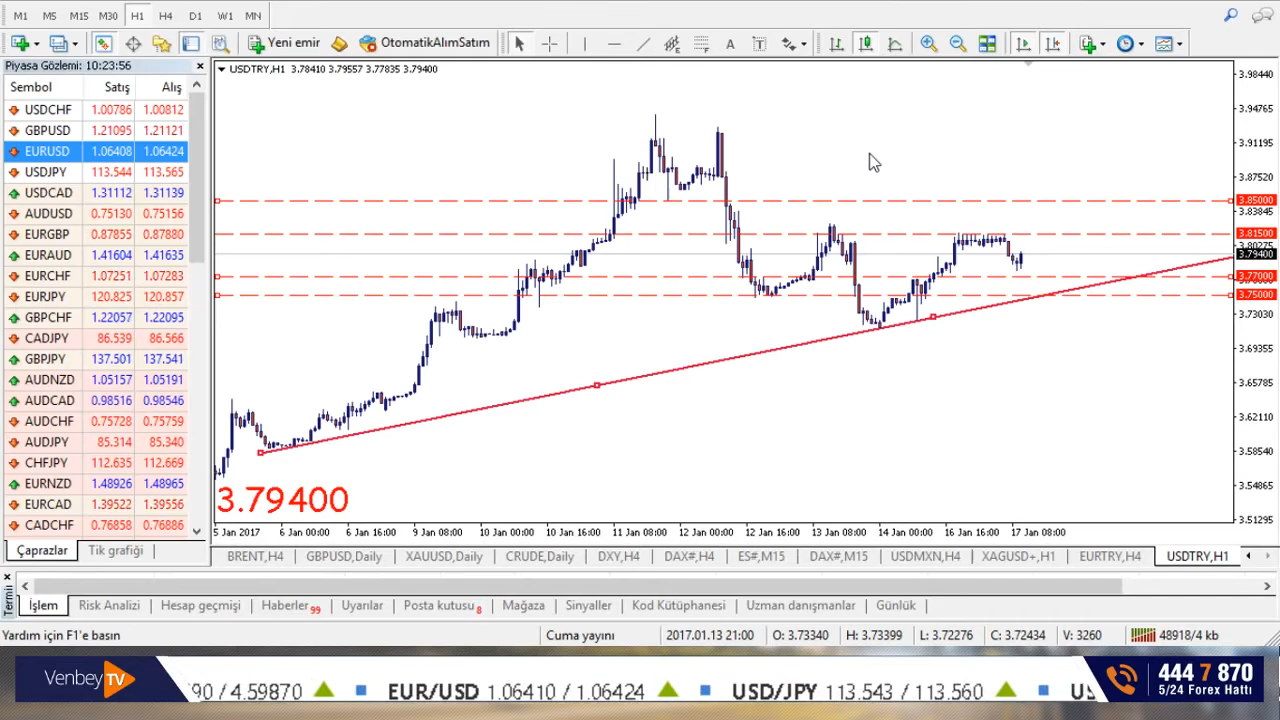 M1 M5 M15 M30 H1 H4 D1 W1 MN
Yeni emir OtomatikAlımSatım
Piyasa Gözlemi: 10:23:56
Sembol Satış Alış
USDCHF 1.00786 1.00812
GBPUSD 1.21095 1.21121
EURUSD 1.06408 1.06424
USDJPY 113.544 113.565
USDCAD 1.31112 1.31139
AUDUSD 0.75130 0.75156
EURGBP 0.87855 0.87880
EURAUD 1.41604 1.41635
EURCHF 1.07251 1.07283
EURJPY 120.825 120.857
GBPCHF 1.22057 1.22095
CADJPY 86.539 86.566
GBPJPY 137.501 137.541
AUDNZD 1.05157 1.05191
AUDCAD 0.98516 0.98546
AUDCHF 0.75728 0.75759
AUDJPY 85.314 85.340
CHFJPY 112.635 112.669
EURNZD 1.48926 1.48965
EURCAD 1.39522 1.39556
CADCHF 0.76858 0.76886
Çaprazlar Tik grafiği
USDTRY,H1 3.78410 3.79557 3.77835 3.79400
3.98440
3.94765
3.91195
3.87520
3.85000
3.83845
3.81500
3.80275
3.79400
3.77000
3.75000
3.73030
3.69355
3.65785
3.62110
3.58540
3.54865
3.51295
3.79400
5 Jan 2017 6 Jan 00:00 6 Jan 16:00 9 Jan 08:00 10 Jan 00:00 10 Jan 16:00 11 Jan 08:00 12 Jan 00:00 12 Jan 16:00 13 Jan 08:00 14 Jan 00:00 16 Jan 16:00 17 Jan 08:00
BRENT,H4 GBPUSD,Daily XAUUSD,Daily CRUDE,Daily DXY,H4 DAX#,H4 ES#,M15 DAX#,M15 USDMXN,H4 XAGUSD+,H1 EURTRY,H4 USDTRY,H1
İşlem Risk Analizi Hesap geçmişi Haberler 99 Uyarılar Posta kutusu 8 Mağaza Sinyaller Kod Kütüphanesi Uzman danışmanlar Günlük
Yardım için F1'e basın Cuma yayını 2017.01.13 21:00 O: 3.73340 H: 3.73399 L: 3.72276 C: 3.72434 V: 3260 48918/4 kb
Venbey TV
/ 4.59870 EUR/USD 1.06410 / 1.06424 USD/JPY 113.543 / 113.560
444 7 870
5/24 Forex Hattı